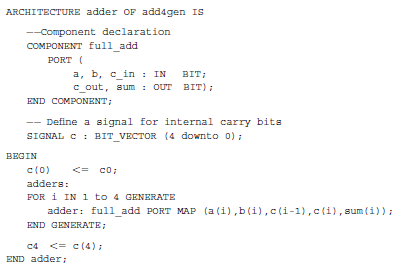 ARCHITECTURE adder OF add4gen IS
——Component declaration
COMPONENT full_add
PORT (
a, b, c_in : IN BIT;
c_out, sum : OUT BIT);
END COMPONENT;
—— Define a signal for internal carry bits
SIGNAL c : BIT_VECTOR (4 downto 0);
BEGIN
c(0) <= c0;
adders:
FOR i IN 1 to 4 GENERATE
adder: full_add PORT MAP (a(i),b(i),c(i-1),c(i),sum(i));
END GENERATE;
c4 <= c(4);
END adder;